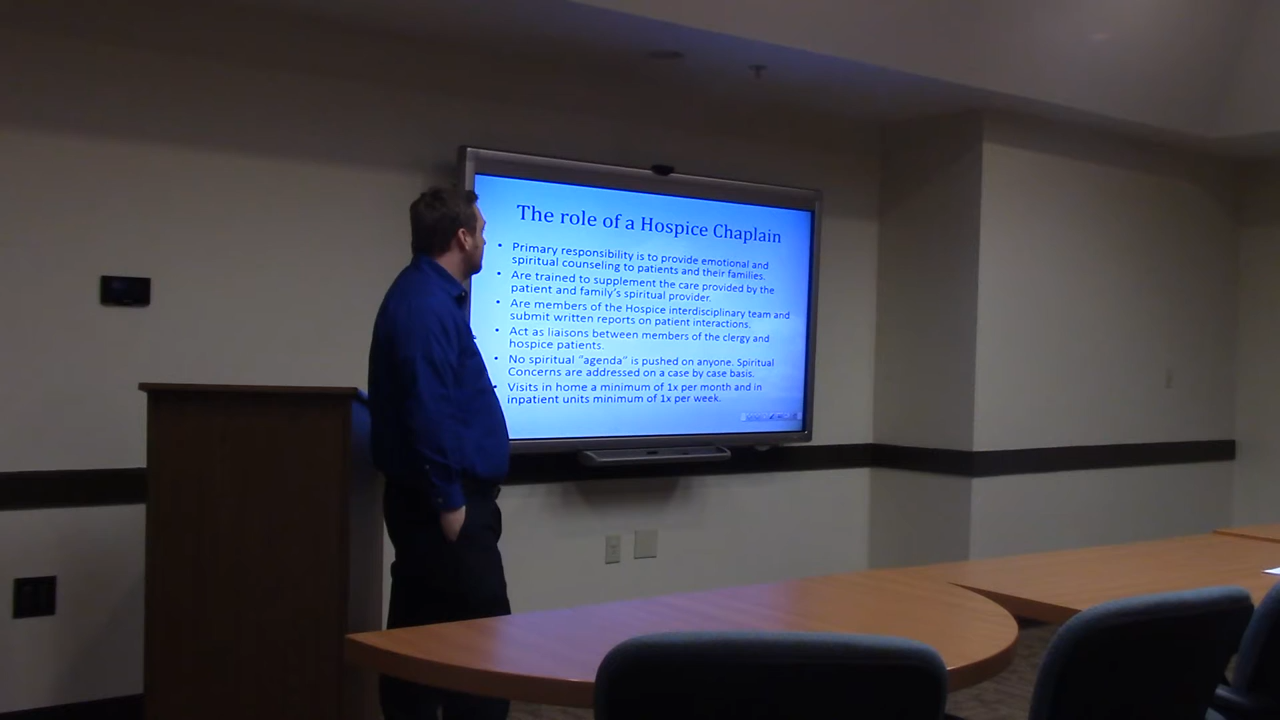 The role of a Hospice Chaplain
• Primary responsibility is to provide emotional and
spiritual counseling to patients and their families.
• Are trained to supplement the care provided by the
patient and family's spiritual provider.
• Are members of the Hospice interdisciplinary team and
submit written reports on patient interactions.
• Act as liaisons between members of the clergy and
hospice patients.
• No spiritual "agenda" is pushed on anyone. Spiritual
Concerns are addressed on a case by case basis.
• Visits in home a minimum of 1x per month and in
inpatient units minimum of 1x per week.